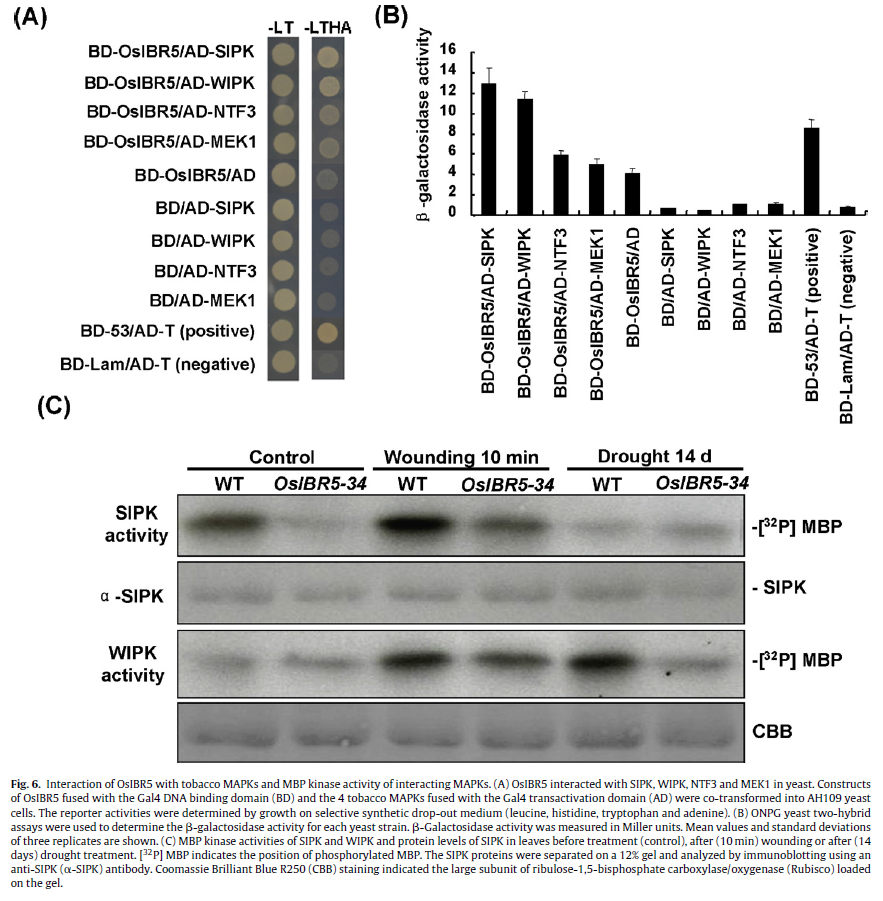 (A)
-LT -LTHA
BD-OsIBR5/AD-SIPK
BD-OsIBR5/AD-WIPK
BD-OsIBR5/AD-NTF3
BD-OsIBR5/AD-MEK1
BD-OsIBR5/AD
BD/AD-SIPK
BD/AD-WIPK
BD/AD-NTF3
BD/AD-MEK1
BD-53/AD-T (positive)
BD-Lam/AD-T (negative)
(B)
β-galactosidase activity
16
14
12
10
8
6
4
2
0
BD-OsIBR5/AD-SIPK
BD-OsIBR5/AD-WIPK
BD-OsIBR5/AD-NTF3
BD-OsIBR5/AD-MEK1
BD-OsIBR5/AD
BD/AD-SIPK
BD/AD-WIPK
BD/AD-NTF3
BD/AD-MEK1
BD-53/AD-T (positive)
BD-Lam/AD-T (negative)
(C)
Control Wounding 10 min Drought 14 d
WT OsIBR5-34 WT OsIBR5-34 WT OsIBR5-34
SIPK
activity
-[³²P] MBP
α-SIPK
- SIPK
WIPK
activity
-[³²P] MBP
CBB
Fig. 6. Interaction of OsIBR5 with tobacco MAPKs and MBP kinase activity of interacting MAPKs. (A) OsIBR5 interacted with SIPK, WIPK, NTF3 and MEK1 in yeast. Constructs
of OsIBR5 fused with the Gal4 DNA binding domain (BD) and the 4 tobacco MAPKs fused with the Gal4 transactivation domain (AD) were co-transformed into AH109 yeast
cells. The reporter activities were determined by growth on selective synthetic drop-out medium (leucine, histidine, tryptophan and adenine). (B) ONPG yeast two-hybrid
assays were used to determine the β-galactosidase activity for each yeast strain. β-Galactosidase activity was measured in Miller units. Mean values and standard deviations
of three replicates are shown. (C) MBP kinase activities of SIPK and WIPK and protein levels of SIPK in leaves before treatment (control), after (10 min) wounding or after (14
days) drought treatment. [³²P] MBP indicates the position of phosphorylated MBP. The SIPK proteins were separated on a 12% gel and analyzed by immunoblotting using an
anti-SIPK (α-SIPK) antibody. Coomassie Brilliant Blue R250 (CBB) staining indicated the large subunit of ribulose-1,5-bisphosphate carboxylase/oxygenase (Rubisco) loaded
on the gel.